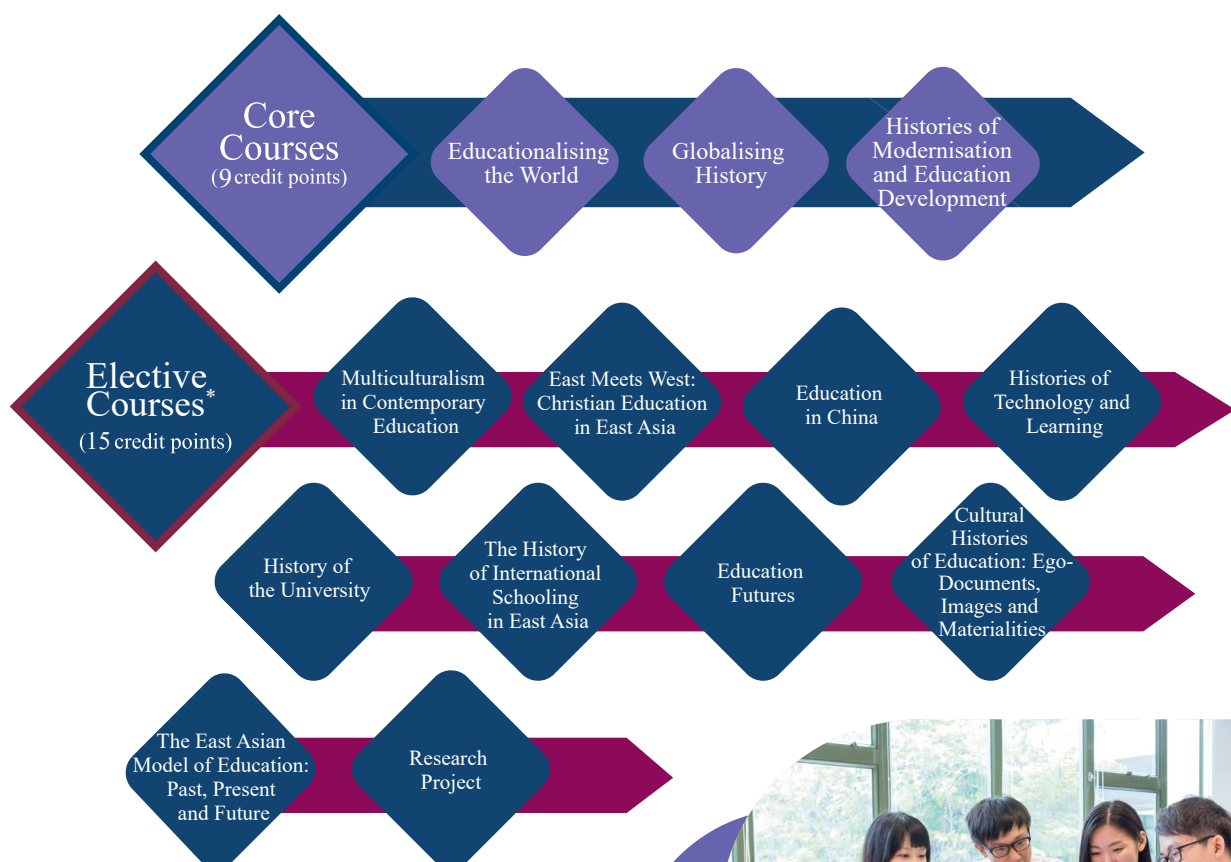 Core
Courses
(9 credit points)
Educationalising
the World
Globalising
History
Histories of
Modernisation
and Education
Development
Elective
Courses*
(15 credit points)
Multiculturalism
in Contemporary
Education
East Meets West:
Christian Education
in East Asia
Education
in China
Histories of
Technology and
Learning
History of
the University
The History
of International
Schooling
in East Asia
Education
Futures
Cultural
Histories
of Education: Ego-
Documents,
Images and
Materialities
The East Asian
Model of Education:
Past, Present
and Future
Research
Project